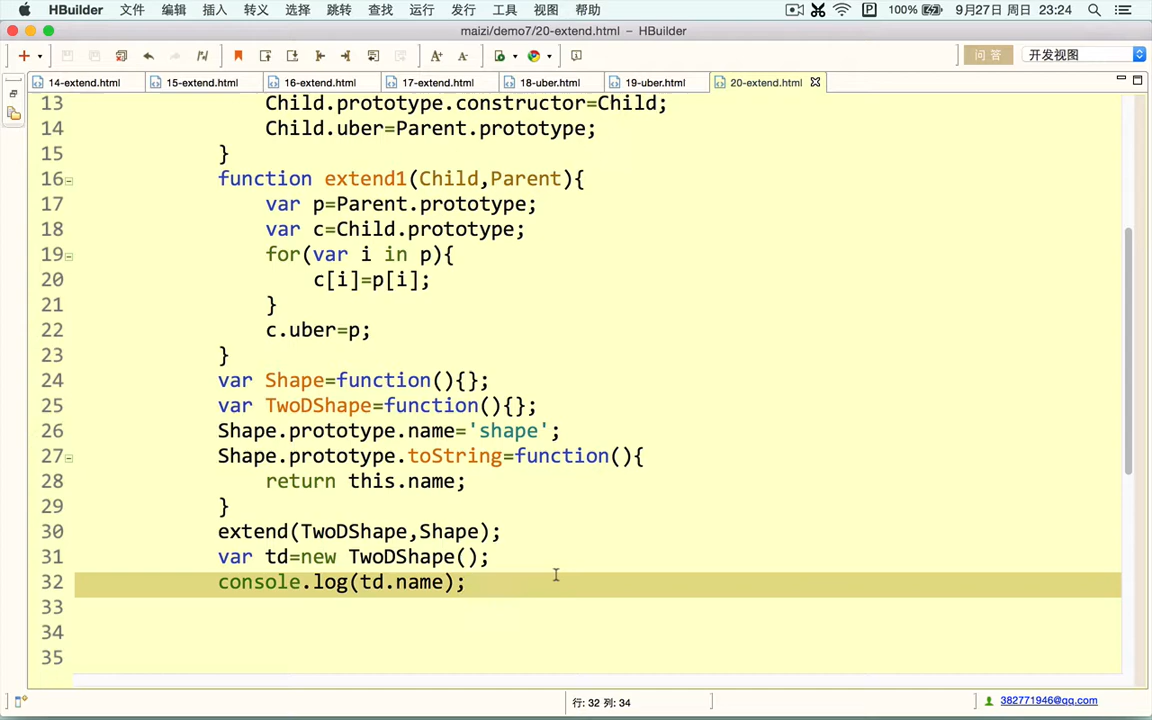 HBuilder 文件 编辑 插入 转义 选择 跳转 查找 运行 发行 工具 视图 帮助 100% 9月27日 周日 23:24
maizi/demo7/20-extend.html – HBuilder
问 答 开发视图
14-extend.html 15-extend.html 16-extend.html 17-extend.html 18-uber.html 19-uber.html 20-extend.html
13 Child.prototype.constructor=Child;
14 Child.uber=Parent.prototype;
15 }
16 function extend1(Child,Parent){
17 var p=Parent.prototype;
18 var c=Child.prototype;
19 for(var i in p){
20 c[i]=p[i];
21 }
22 c.uber=p;
23 }
24 var Shape=function(){};
25 var TwoDShape=function(){};
26 Shape.prototype.name='shape';
27 Shape.prototype.toString=function(){
28 return this.name;
29 }
30 extend(TwoDShape,Shape);
31 var td=new TwoDShape();
32 console.log(td.name);
33
34
35
行: 32 列: 34 382771946@qq.com